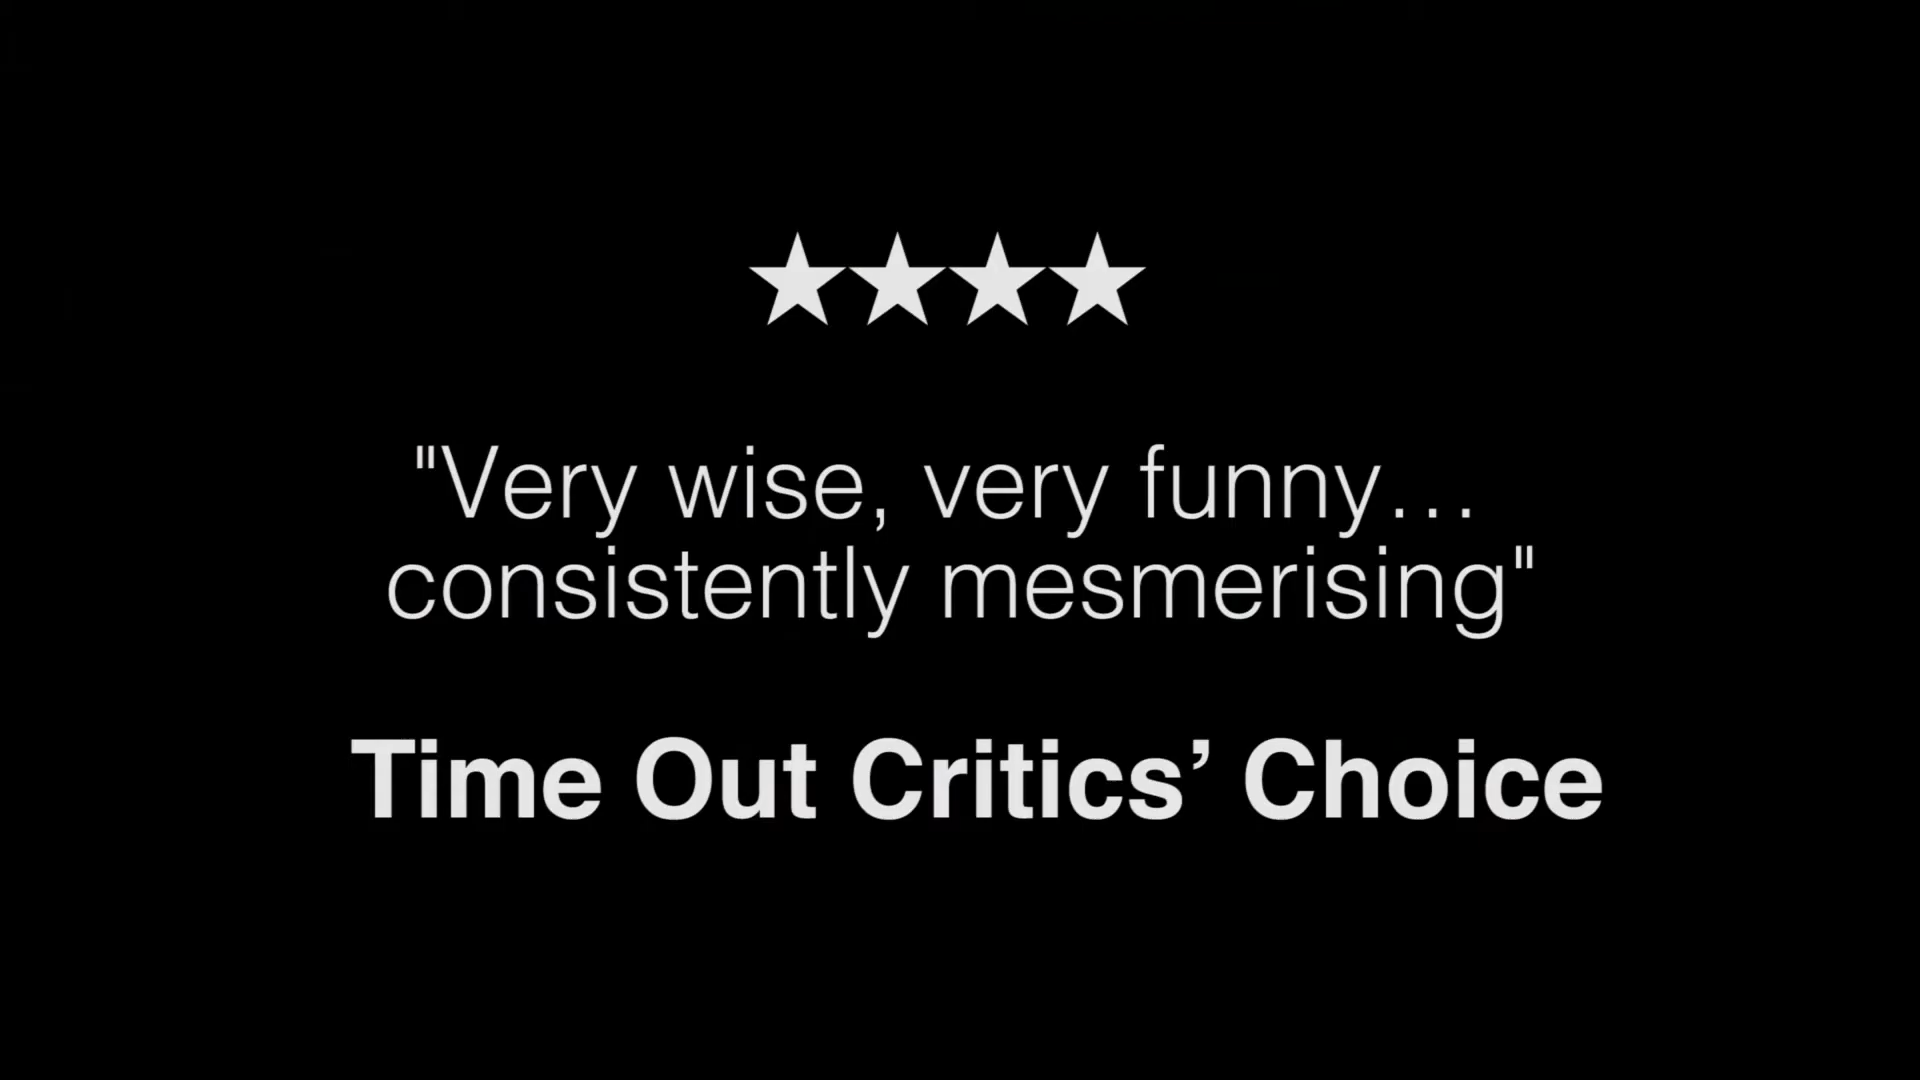 ★★★★
"Very wise, very funny…
consistently mesmerising"
Time Out Critics’ Choice